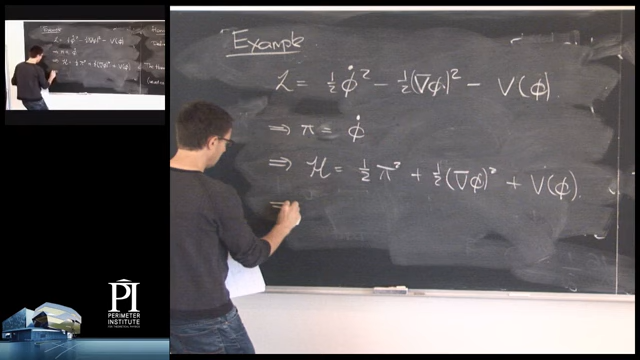 Example
ℒ = ½ φ̇² − ½(∇φ)² − V(φ).
⟹ π = φ̇
⟹ ℋ = ½ π² + ½(∇φ)² + V(φ).
⟹
PI
PERIMETER
INSTITUTE
FOR THEORETICAL PHYSICS